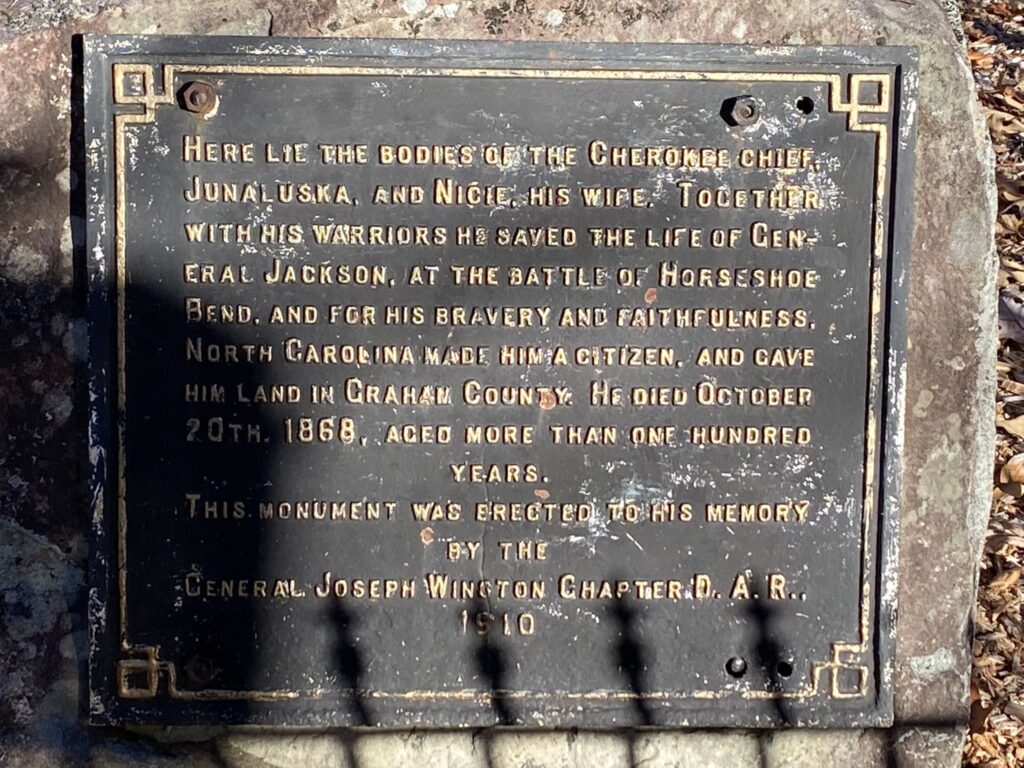 HERE LIE THE BODIES OF THE CHEROKEE CHIEF,
JUNALUSKA, AND NICIE, HIS WIFE. TOGETHER
WITH HIS WARRIORS HE SAVED THE LIFE OF GEN-
ERAL JACKSON, AT THE BATTLE OF HORSESHOE
BEND, AND FOR HIS BRAVERY AND FAITHFULNESS,
NORTH CAROLINA MADE HIM A CITIZEN, AND GAVE
HIM LAND IN GRAHAM COUNTY. HE DIED OCTOBER
20TH, 1868, AGED MORE THAN ONE HUNDRED
YEARS.
THIS MONUMENT WAS ERECTED TO HIS MEMORY
BY THE
GENERAL JOSEPH WINSTON CHAPTER D. A. R.,
1910